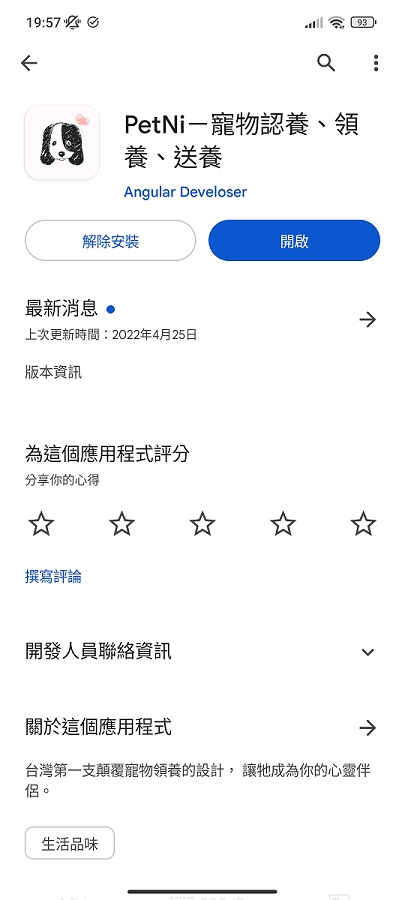 19:57
93
PetNi－寵物認養、領
養、送養
Angular Develoser
解除安裝
開啟
最新消息
上次更新時間：2022年4月25日
版本資訊
為這個應用程式評分
分享你的心得
撰寫評論
開發人員聯絡資訊
關於這個應用程式
台灣第一支顛覆寵物領養的設計， 讓牠成為你的心靈伴
侶。
生活品味